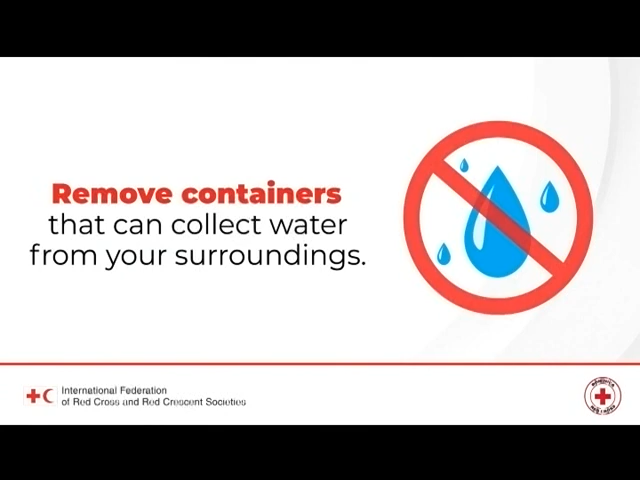 Remove containers
that can collect water
from your surroundings.
International Federation
of Red Cross and Red Crescent Societies